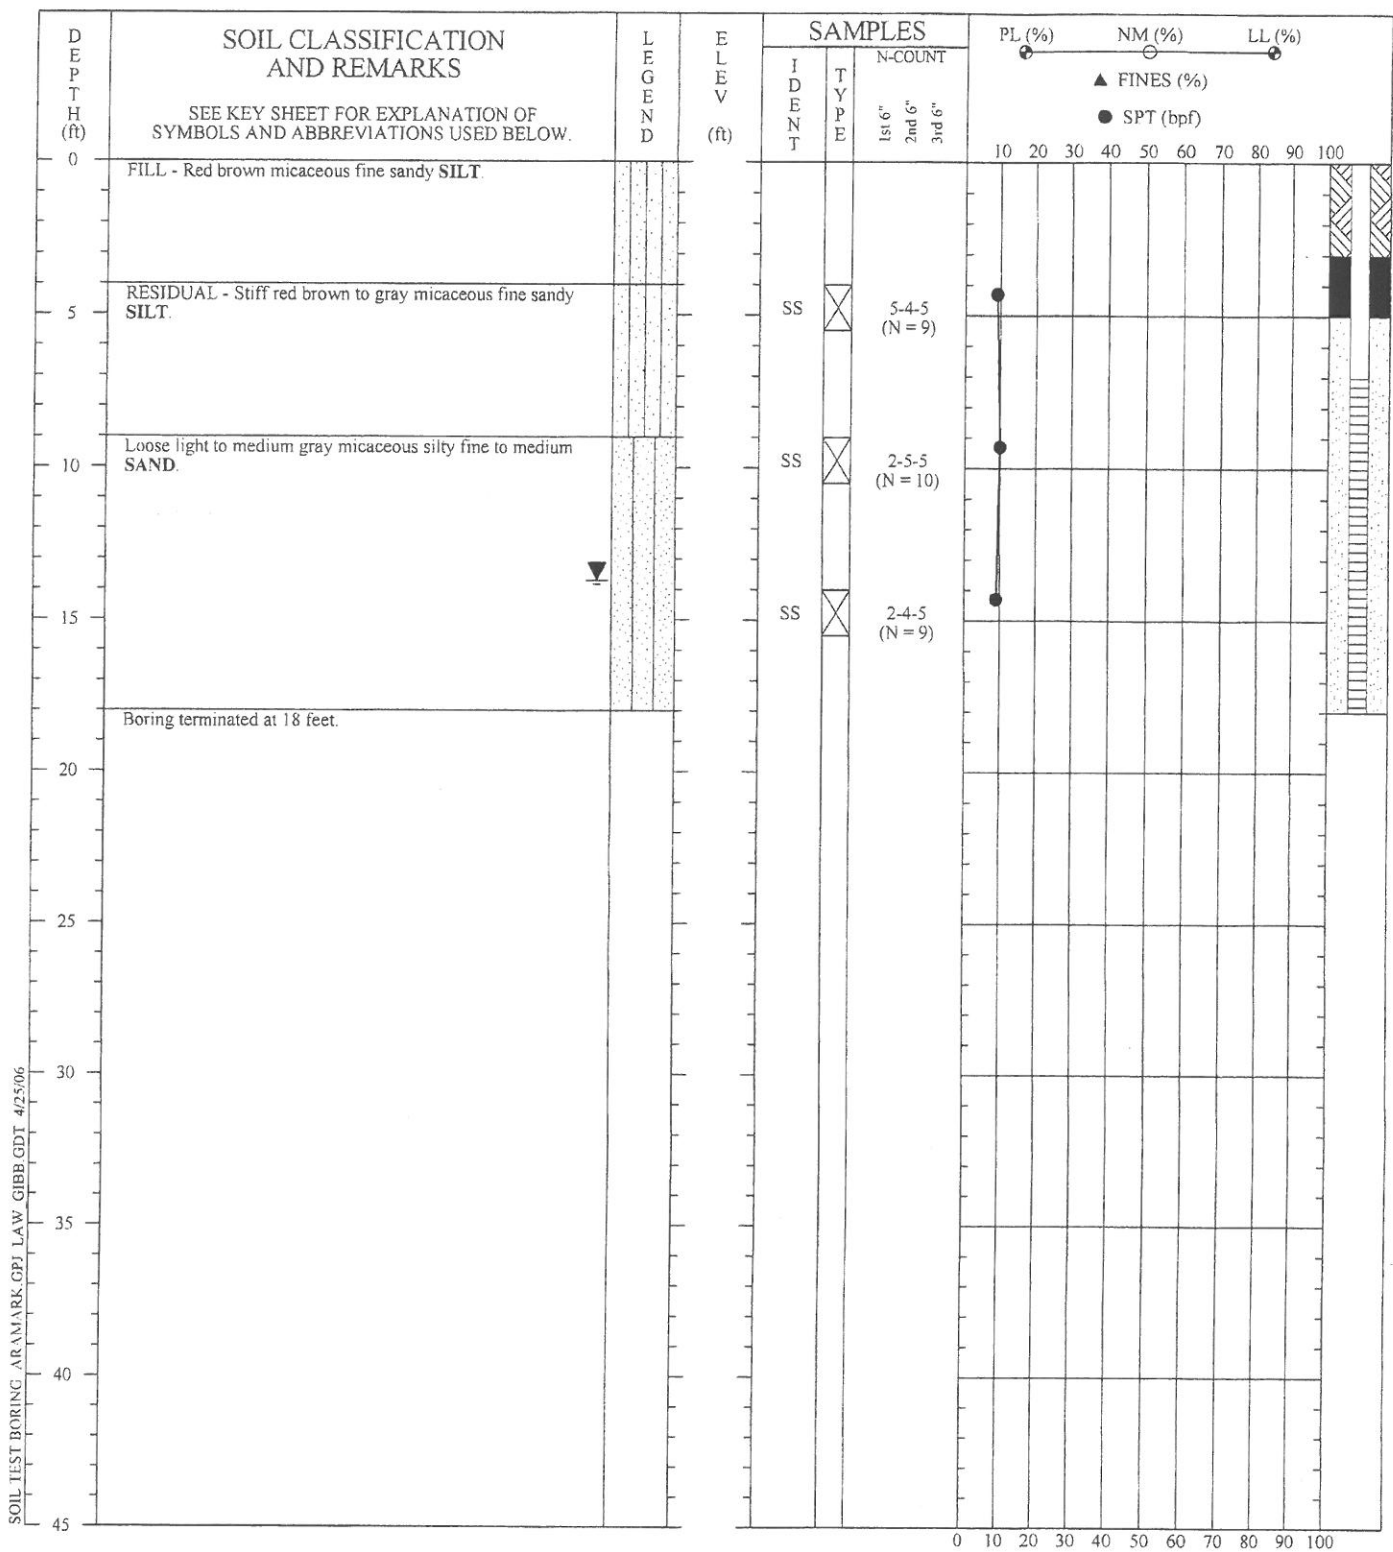 DEPTH (ft)
SOIL CLASSIFICATION
AND REMARKS
SEE KEY SHEET FOR EXPLANATION OF
SYMBOLS AND ABBREVIATIONS USED BELOW.
LEGEND
ELEV (ft)
SAMPLES
IDENT
TYPE
N-COUNT
1st 6"
2nd 6"
3rd 6"
PL (%) NM (%) LL (%)
▲ FINES (%)
● SPT (bpf)
10 20 30 40 50 60 70 80 90 100
0
FILL - Red brown micaceous fine sandy SILT.
RESIDUAL - Stiff red brown to gray micaceous fine sandy
SILT.
5
SS
5-4-5
(N = 9)
Loose light to medium gray micaceous silty fine to medium
SAND.
10
SS
2-5-5
(N = 10)
15
SS
2-4-5
(N = 9)
Boring terminated at 18 feet.
20
25
30
35
40
45
0 10 20 30 40 50 60 70 80 90 100
SOIL TEST BORING ARAMARK.GPJ LAW_GIBB.GDT 4/25/06